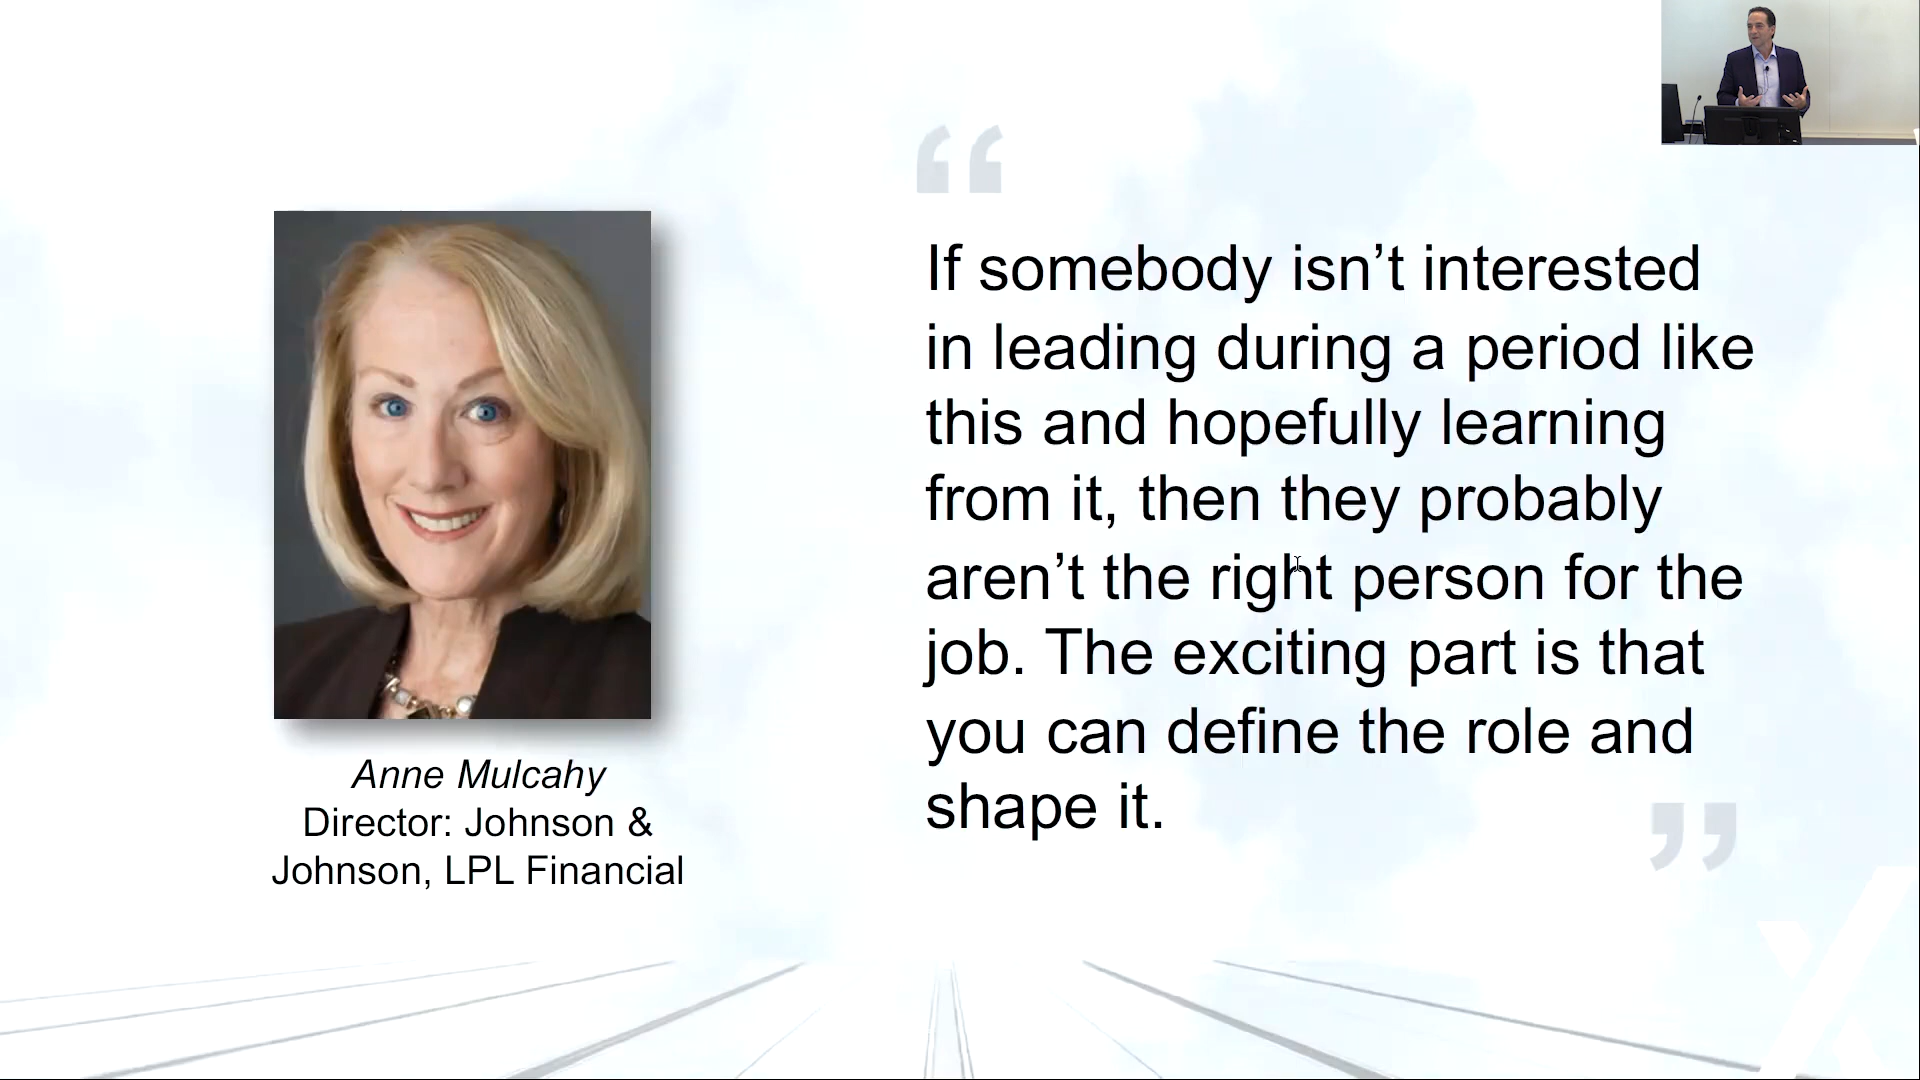 “
If somebody isn’t interested
in leading during a period like
this and hopefully learning
from it, then they probably
aren’t the right person for the
job. The exciting part is that
you can define the role and
shape it.
”
Anne Mulcahy
Director: Johnson &
Johnson, LPL Financial